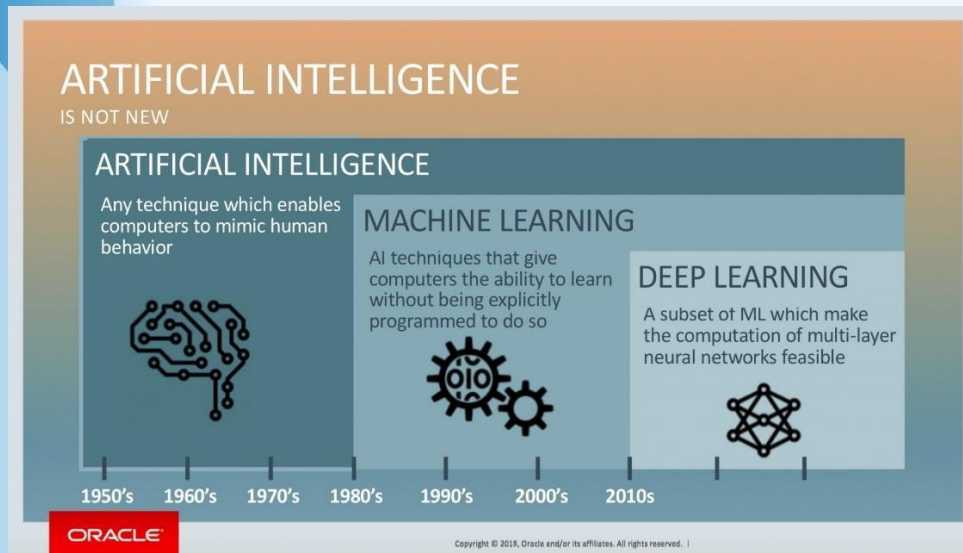 ARTIFICIAL INTELLIGENCE
IS NOT NEW
ARTIFICIAL INTELLIGENCE
Any technique which enables
computers to mimic human
behavior
MACHINE LEARNING
AI techniques that give
computers the ability to learn
without being explicitly
programmed to do so
OIO
DEEP LEARNING
A subset of ML which make
the computation of multi-layer
neural networks feasible
1950's 1960's 1970's 1980's 1990's 2000's 2010s
ORACLE®
Copyright © 2018, Oracle and/or its affiliates. All rights reserved. |